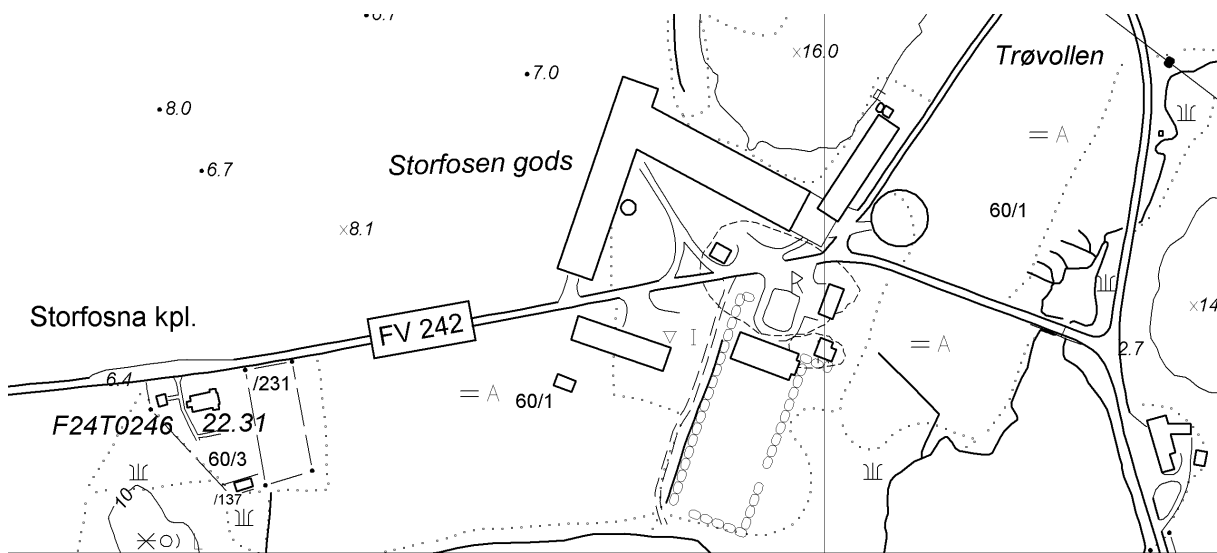 6.7
16.0
Trøvollen
7.0
8.0
A
Storfosen gods
6.7
60/1
8.1
Storfosna kpl.
FV 242
14
A
I
2.7
6.4
/231
A
60/1
F24T0246
22.31
60/3
10
/137